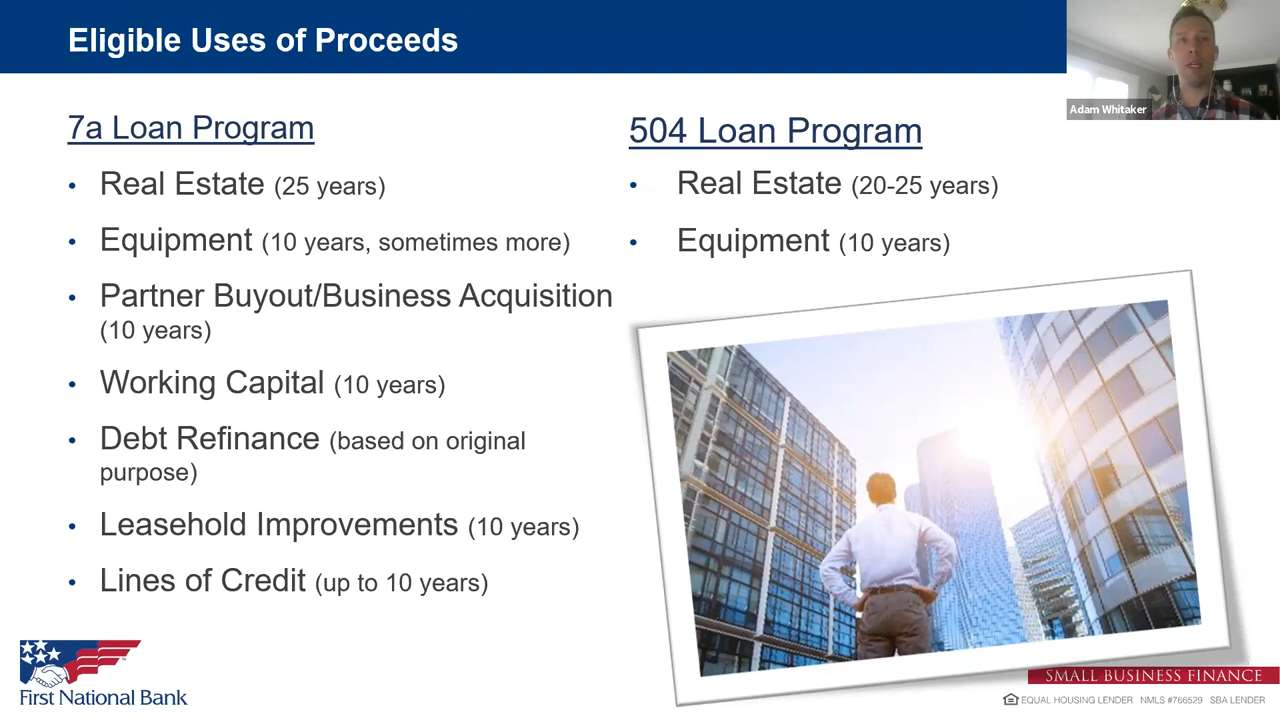 Eligible Uses of Proceeds
Adam Whitaker
7a Loan Program
• Real Estate (25 years)
• Equipment (10 years, sometimes more)
• Partner Buyout/Business Acquisition
(10 years)
• Working Capital (10 years)
• Debt Refinance (based on original
purpose)
• Leasehold Improvements (10 years)
• Lines of Credit (up to 10 years)
504 Loan Program
• Real Estate (20-25 years)
• Equipment (10 years)
First National Bank
SMALL BUSINESS FINANCE
EQUAL HOUSING LENDER NMLS #766529 SBA LENDER